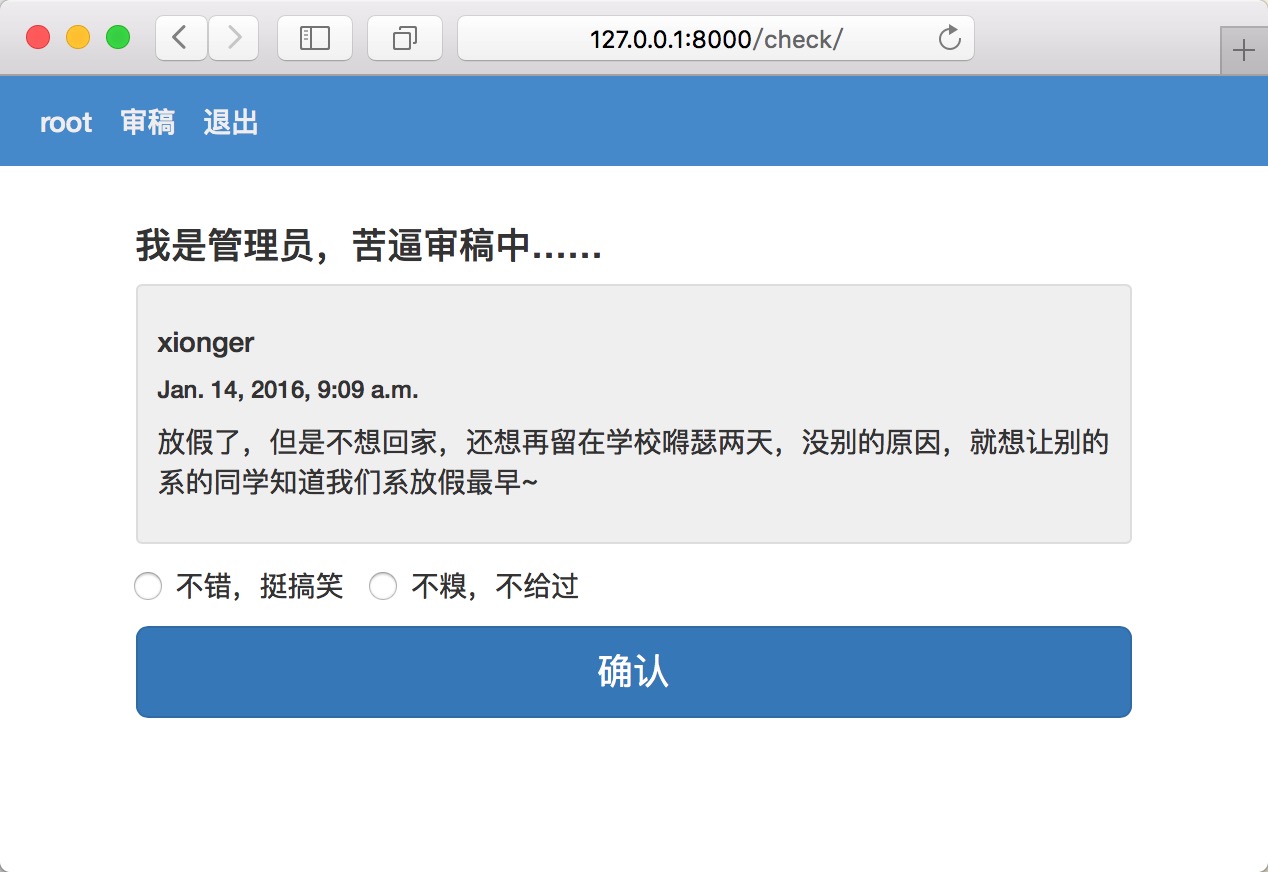 127.0.0.1:8000/check/
root 审稿 退出
我是管理员，苦逼审稿中……
xionger
Jan. 14, 2016, 9:09 a.m.
放假了，但是不想回家，还想再留在学校嘚瑟两天，没别的原因，就想让别的
系的同学知道我们系放假最早~
不错，挺搞笑 不糗，不给过
确认